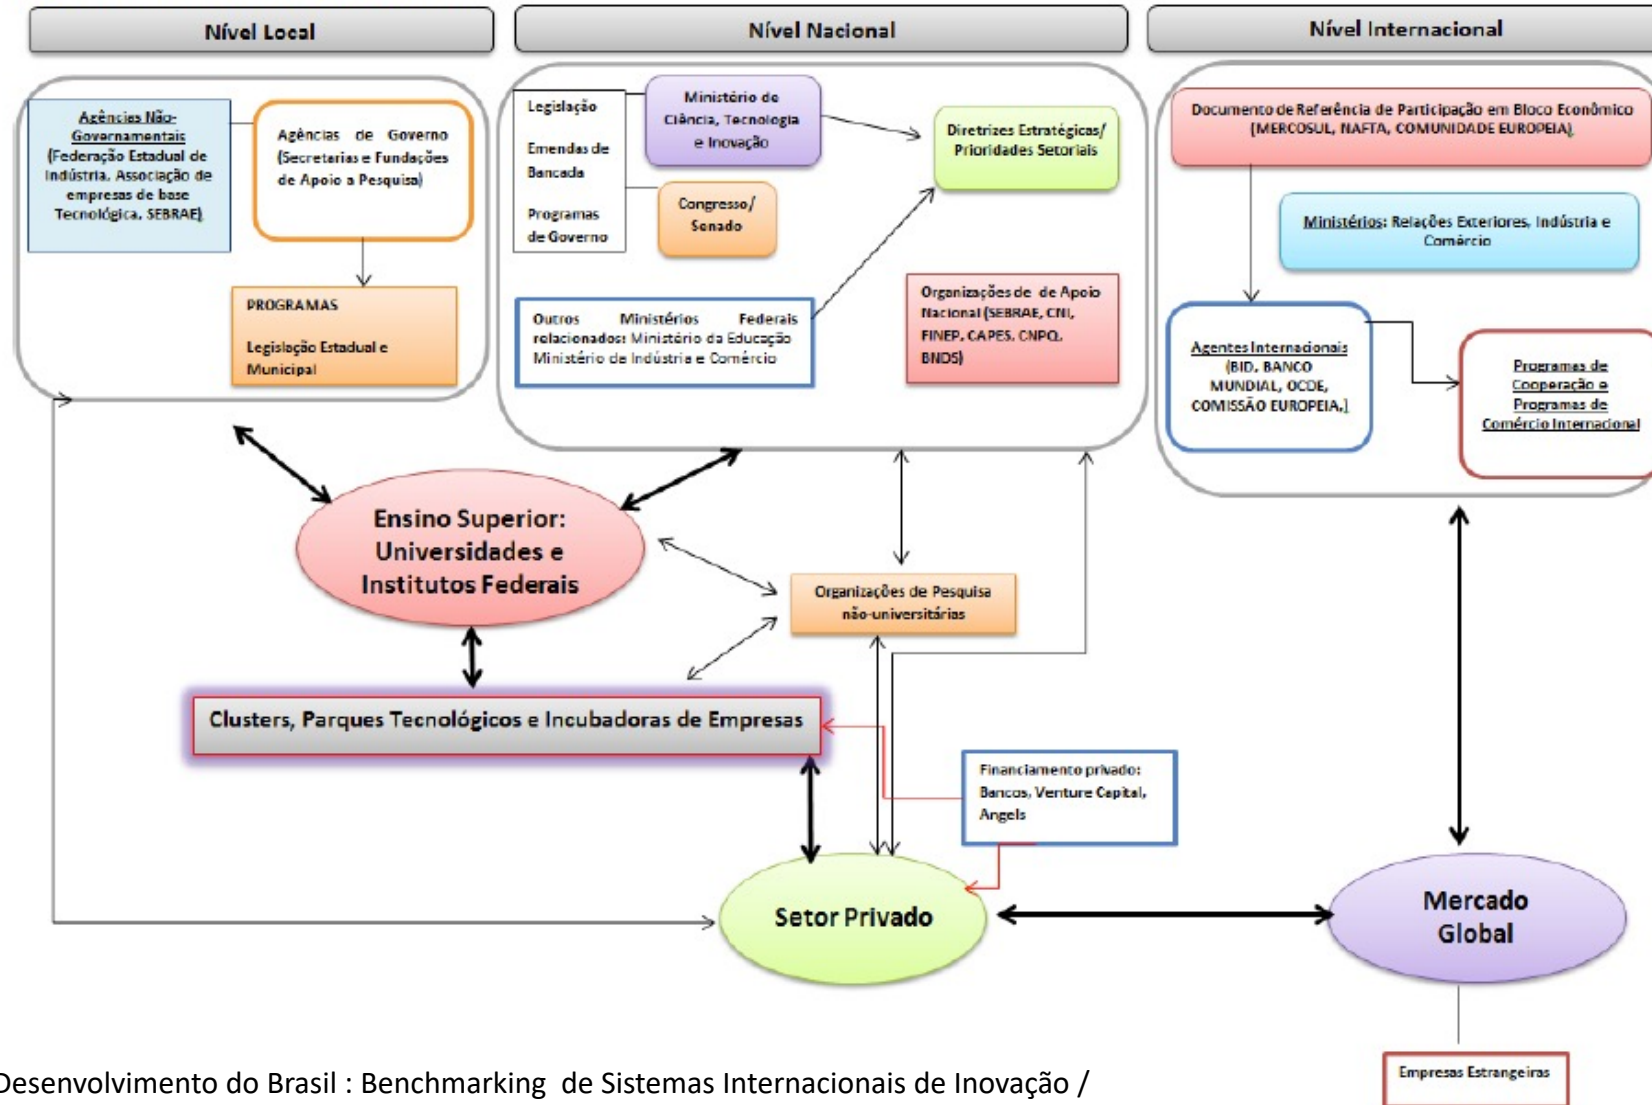 Nível Local
Nível Nacional
Nível Internacional
Agências Não-
Governamentais
(Federação Estadual de
Indústria. Associação de
empresas de base
Tecnológica, SEBRAE)
Agências de Governo
(Secretarias e Fundações
de Apoio a Pesquisa)
PROGRAMAS
Legislação Estadual e
Municipal
Legislação
Emendas de
Bancada
Programas
de Governo
Ministério de
Ciência, Tecnologia
e Inovação
Congresso/
Senado
Diretrizes Estratégicas/
Prioridades Setoriais
Outros Ministérios Federais
relacionados: Ministério da Educação
Ministério de Indústria e Comércio
Organizações de de Apoio
Nacional (SEBRAE, CNI,
FINEP, CAPES, CNPQ,
BNDS)
Documento de Referência de Participação em Bloco Econômico
(MERCOSUL, NAFTA, COMUNIDADE EUROPEIA)
Ministérios: Relações Exteriores, Indústria e
Comércio
Agentes Internacionais
(BID, BANCO
MUNDIAL, OCDE,
COMISSÃO EUROPEIA,)
Programas de
Cooperação e
Programas de
Comércio Internacional
Ensino Superior:
Universidades e
Institutos Federais
Organizações de Pesquisa
não-universitárias
Clusters, Parques Tecnológicos e Incubadoras de Empresas
Financiamento privado:
Bancos, Venture Capital,
Angels
Setor Privado
Mercado
Global
Empresas Estrangeiras
Desenvolvimento do Brasil : Benchmarking de Sistemas Internacionais de Inovação /